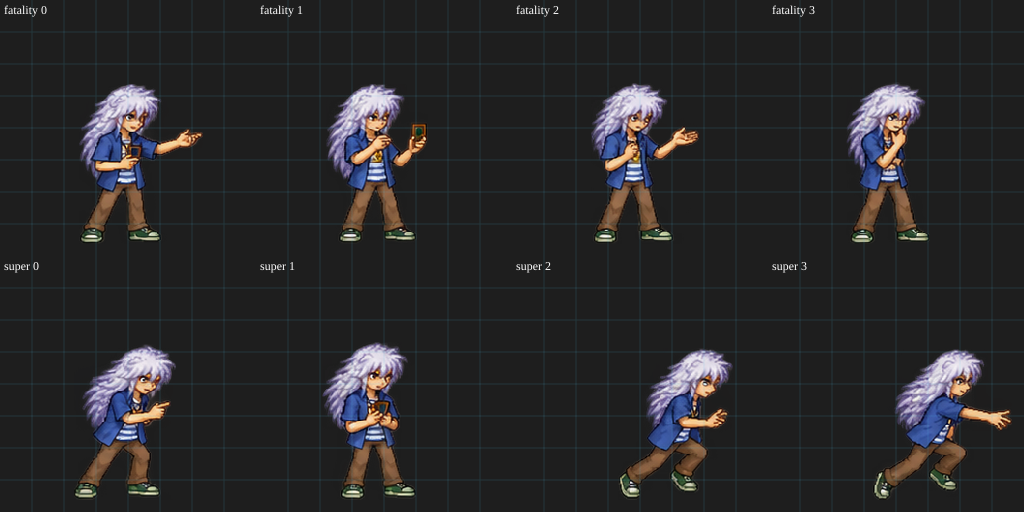 fatality 0
fatality 1
fatality 2
fatality 3
super 0
super 1
super 2
super 3